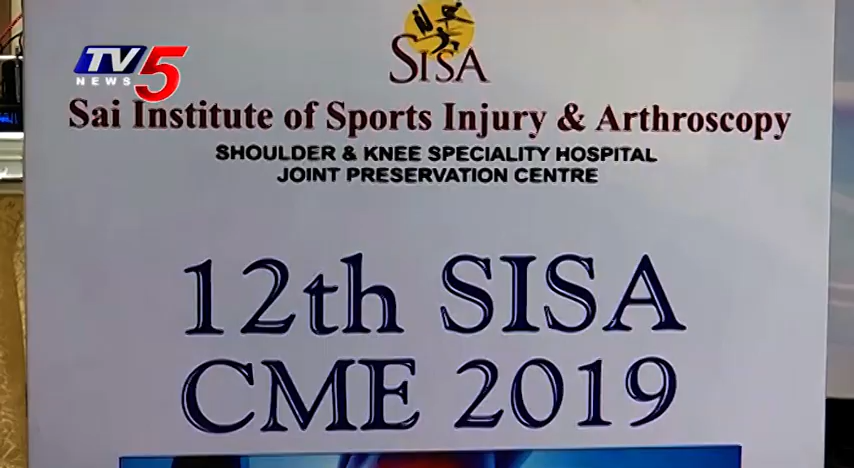 TV5
NEWS
SISA
Sai Institute of Sports Injury & Arthroscopy
SHOULDER & KNEE SPECIALITY HOSPITAL
JOINT PRESERVATION CENTRE
12th SISA
CME 2019